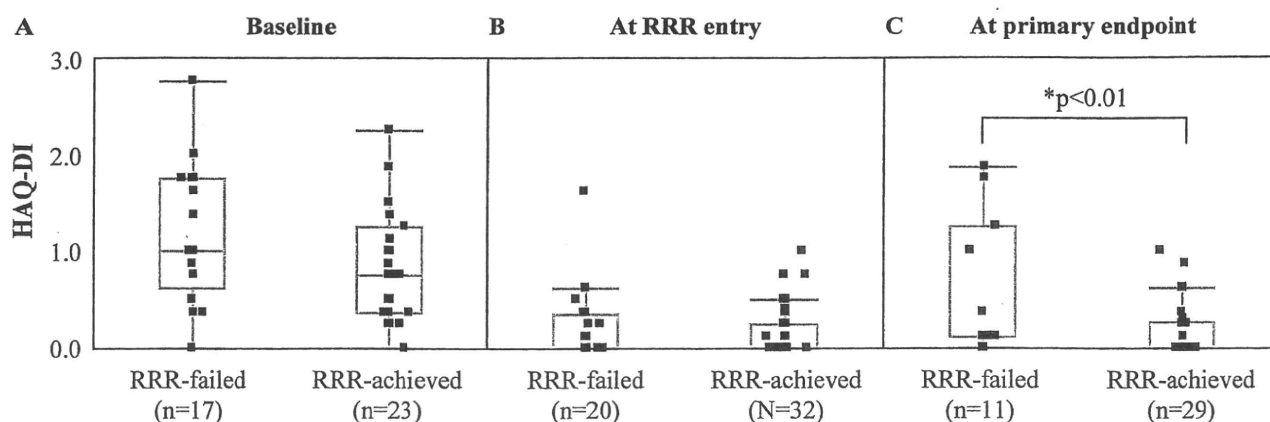 A Baseline B At RRR entry C At primary endpoint
3.0
*p<0.01
2.0
HAQ-DI
1.0
0.0
RRR-failed RRR-achieved RRR-failed RRR-achieved RRR-failed RRR-achieved
(n=17) (n=23) (n=20) (N=32) (n=11) (n=29)